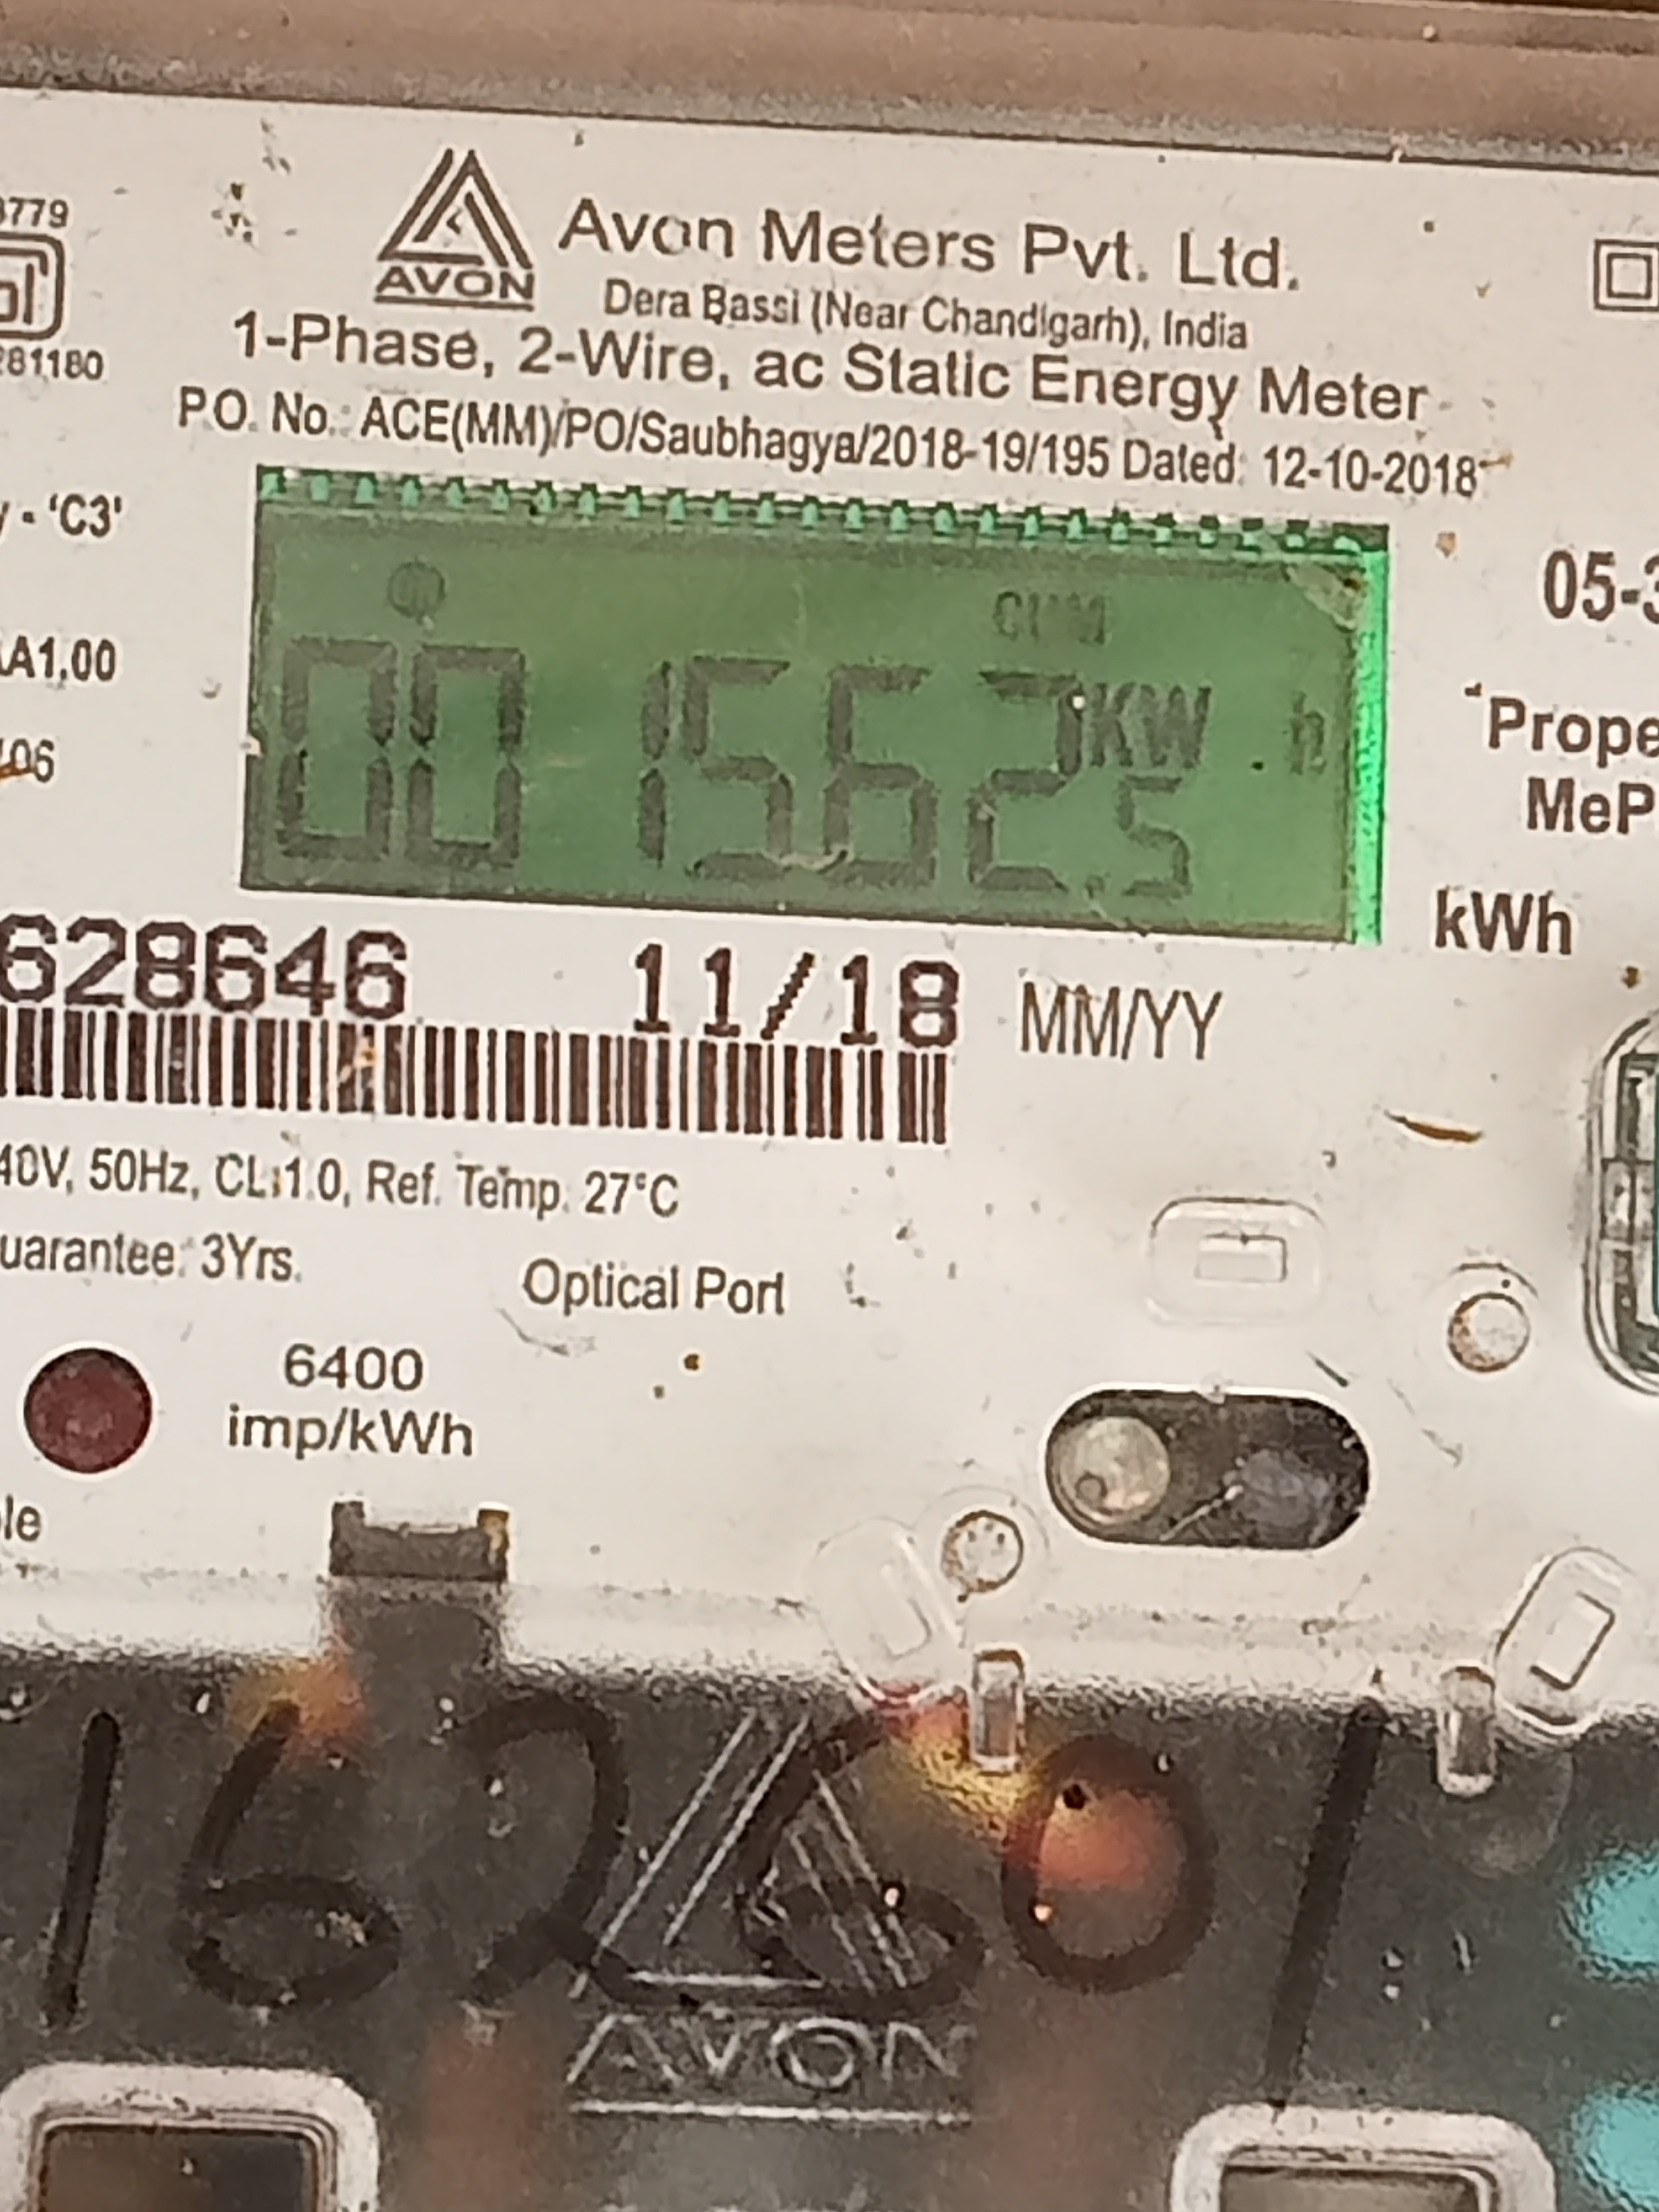 3779
281180
AVON
Avon Meters Pvt. Ltd.
Dera Bassi (Near Chandigarh), India
1-Phase, 2-Wire, ac Static Energy Meter
P.O. No.: ACE(MM)/PO/Saubhagya/2018-19/195 Dated: 12-10-2018
y - 'C3'
05-3
A1.00
Prope
MeP
06
CUM
001562.5 KW h
kWh
628646 11/18 MM/YY
40V, 50Hz, CL:1.0, Ref. Temp. 27°C
uarantee: 3Yrs.
Optical Port
6400
imp/kWh
le
AVON